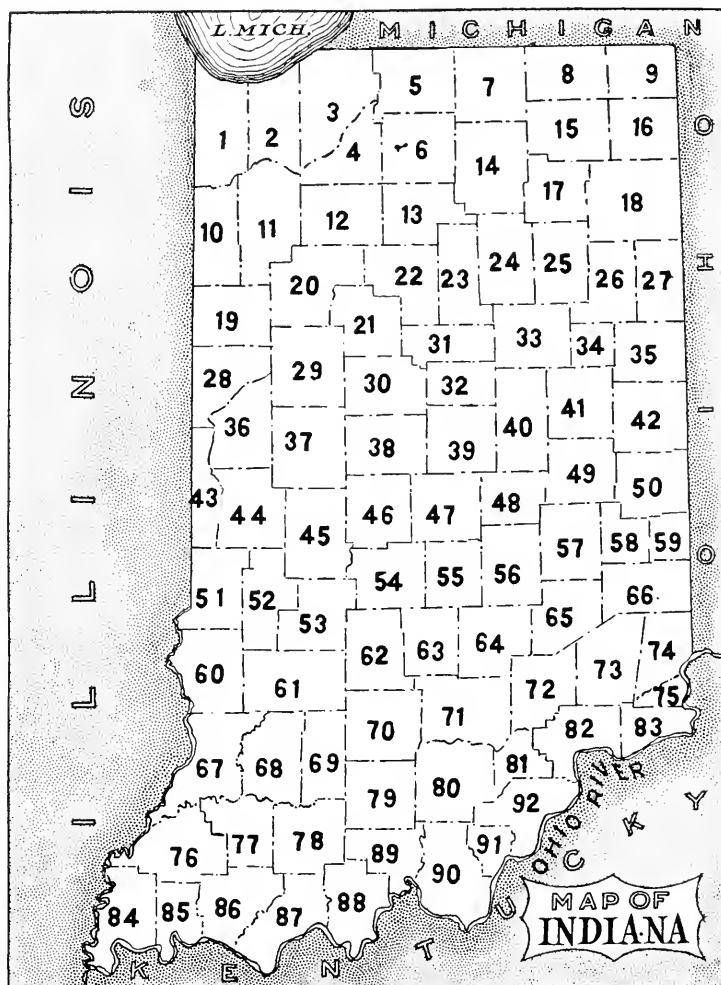 L. MICH.
MICHIGAN
ILLINOIS
OHIO
5 7 8 9
3
1 2 4 6 15 16
14
17 18
10 11 12 13
20 22 23 24 25 26 27
19 21
31 33 34 35
28 29 30 32
36 37 38 39 40 41 42
43 44 45 46 47 48 49 50
51 52 53 54 55 56 57 58 59
60 61 62 63 64 65 66
67 68 69 70 71 72 73 74 75
76 77 78 79 80 81 82 83
84 85 86 87 88 89 90 91 92
OHIO RIVER
KENTUCKY
MAP OF
INDIANA